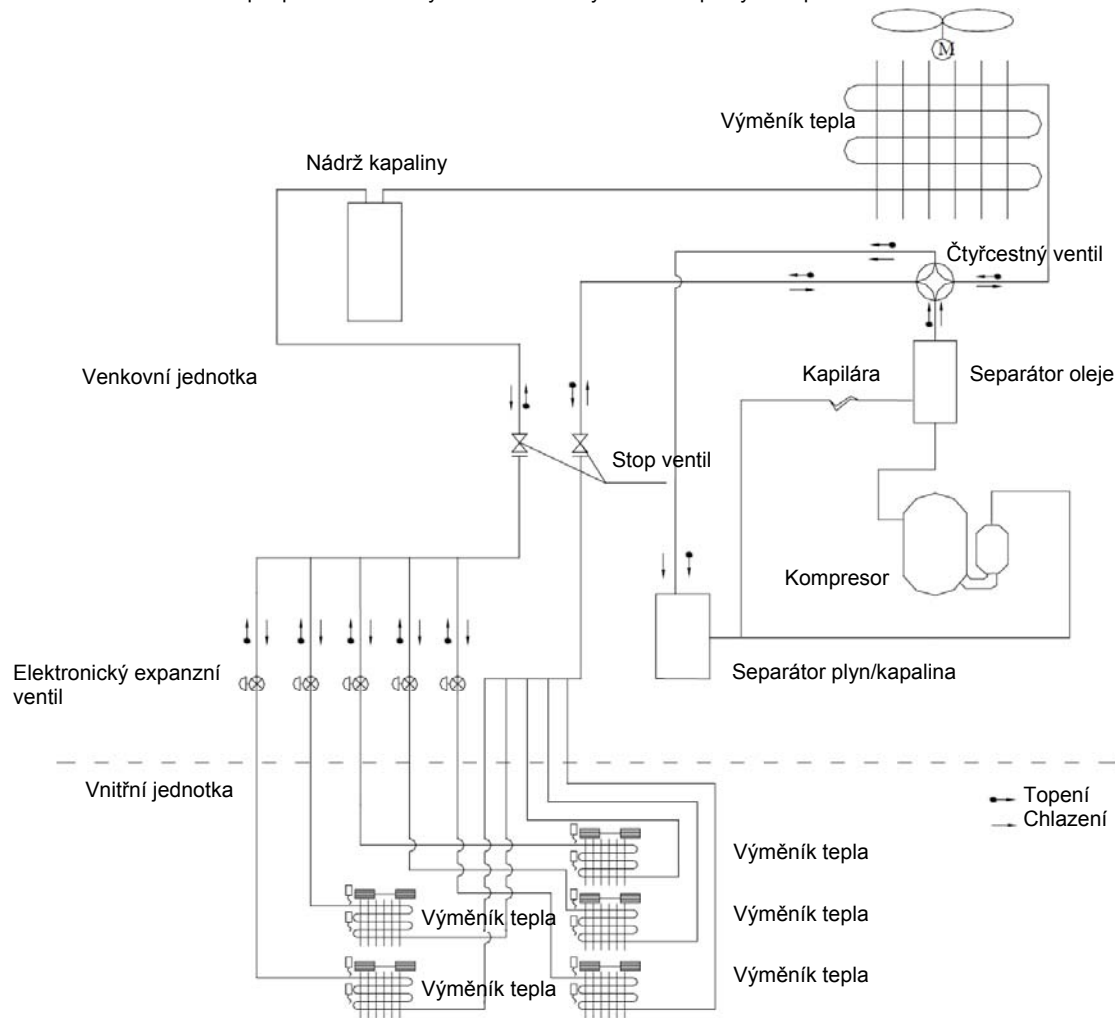 M
Výměník tepla
Nádrž kapaliny
Čtyřcestný ventil
Venkovní jednotka
Kapilára
Separátor oleje
Stop ventil
Kompresor
Elektronický expanzní
ventil
Separátor plyn/kapalina
Vnitřní jednotka
Topení
Chlazení
Výměník tepla
Výměník tepla
Výměník tepla
Výměník tepla
Výměník tepla